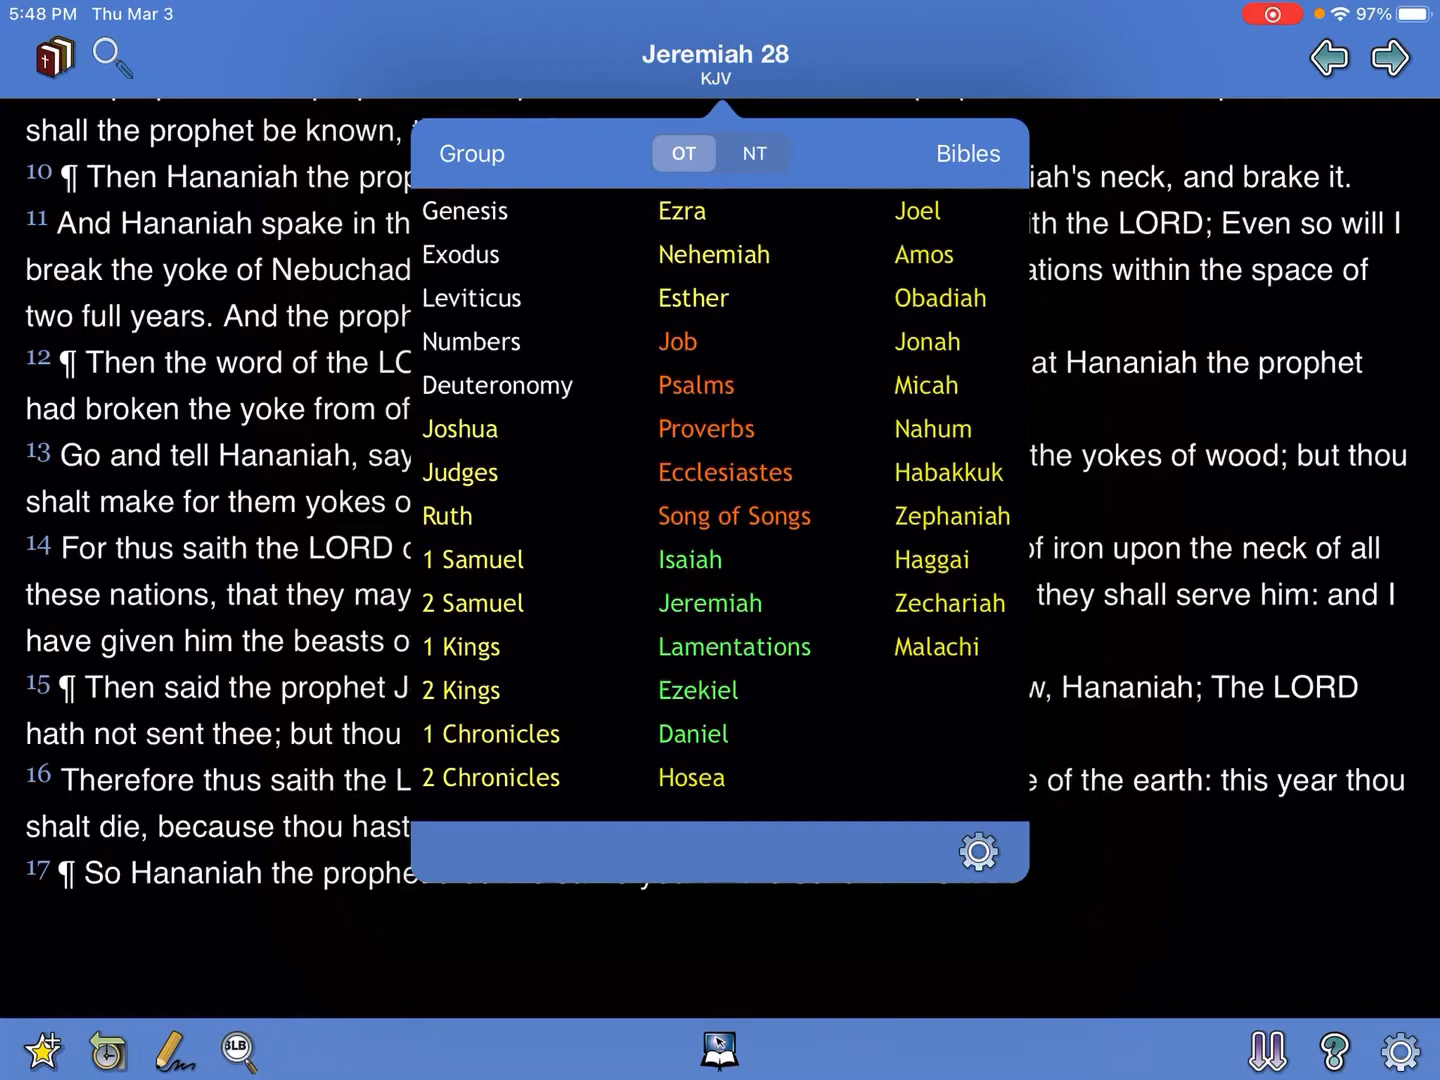 5:48 PM Thu Mar 3
97%
Jeremiah 28
KJV
shall the prophet be known,
10 ¶ Then Hananiah the prop
iah's neck, and brake it.
11 And Hananiah spake in th
ith the LORD; Even so will I
break the yoke of Nebuchad
ations within the space of
two full years. And the proph
12 ¶ Then the word of the LO
at Hananiah the prophet
had broken the yoke from of
13 Go and tell Hananiah, say
the yokes of wood; but thou
shalt make for them yokes o
14 For thus saith the LORD o
of iron upon the neck of all
these nations, that they may
they shall serve him: and I
have given him the beasts o
15 ¶ Then said the prophet J
w, Hananiah; The LORD
hath not sent thee; but thou
16 Therefore thus saith the L
e of the earth: this year thou
shalt die, because thou hast
17 ¶ So Hananiah the prophe
Group OT NT Bibles
Genesis Ezra Joel
Exodus Nehemiah Amos
Leviticus Esther Obadiah
Numbers Job Jonah
Deuteronomy Psalms Micah
Joshua Proverbs Nahum
Judges Ecclesiastes Habakkuk
Ruth Song of Songs Zephaniah
1 Samuel Isaiah Haggai
2 Samuel Jeremiah Zechariah
1 Kings Lamentations Malachi
2 Kings Ezekiel
1 Chronicles Daniel
2 Chronicles Hosea
BLB